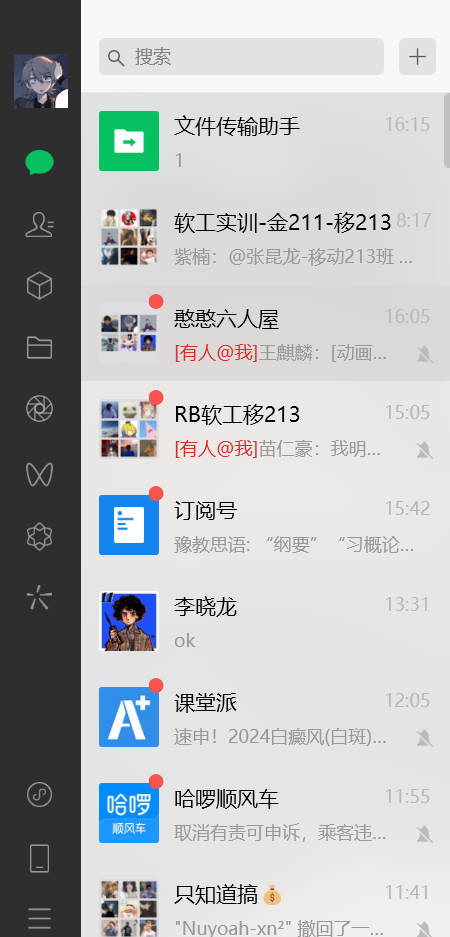 搜索
文件传输助手 16:15
1
软工实训-金211-移213 8:17
紫楠：@张昆龙-移动213班 ...
憨憨六人屋 16:05
[有人@我]王麒麟：[动画...
RB软工移213 15:05
[有人@我]苗仁豪：我明...
订阅号 15:42
豫教思语: “纲要” “习概论...
李晓龙 13:31
ok
课堂派 12:05
速申！2024白癜风(白斑)...
哈啰
顺风车
哈啰顺风车 11:55
取消有责可申诉，乘客违...
只知道搞💰 11:41
"Nuyoah-xn²" 撤回了一...